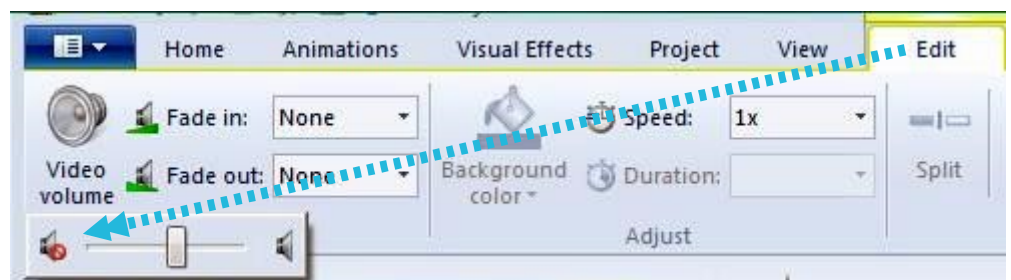 Home Animations Visual Effects Project View Edit
Fade in: None Speed: 1x
Video volume Fade out: None Background color Duration: Split
Adjust